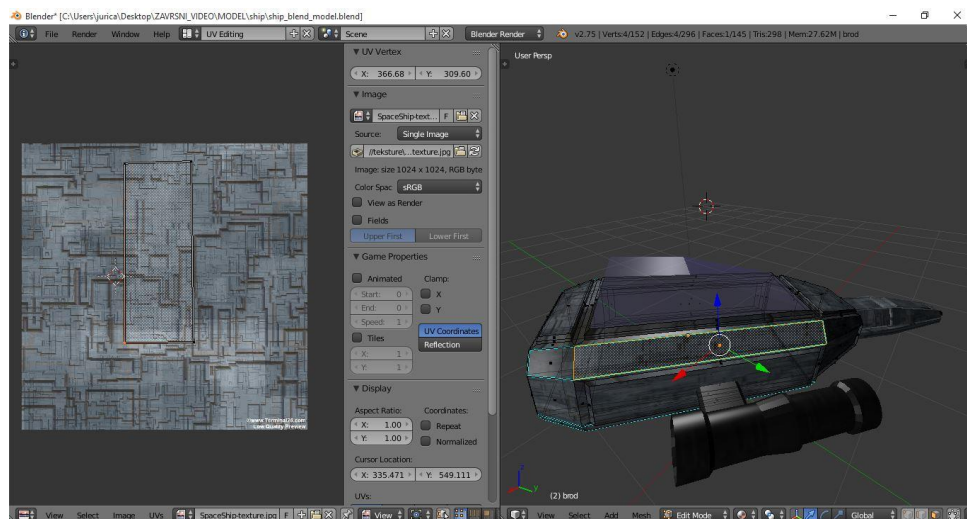 Blender* [C:\Users\jurica\Desktop\ZAVRSNI_VIDEO\MODEL\ship\ship_blend_model.blend]
File Render Window Help UV Editing Scene Blender Render v2.75 | Verts:4/152 | Edges:4/296 | Faces:1/145 | Tris:298 | Mem:27.62M | brod
UV Vertex
X: 366.68 Y: 309.60
Image
SpaceShip-text... F
Source: Single Image
//teksture\...texture.jpg
Image: size 1024 x 1024, RGB byte
Color Spac sRGB
View as Render
Fields
Upper First Lower First
Game Properties
Animated Clamp:
Start: 0 X
End: 0 Y
Speed: 1
UV Coordinates
Tiles Reflection
X: 1
Y: 1
Display
Aspect Ratio: Coordinates:
X: 1.00 Repeat
Y: 1.00 Normalized
Cursor Location:
X: 335.471 Y: 549.111
UVs:
User Persp
z
y
(2) brod
Low Quality Preview
View Select Image UVs SpaceShip-texture.jpg F View
View Select Add Mesh Edit Mode Global